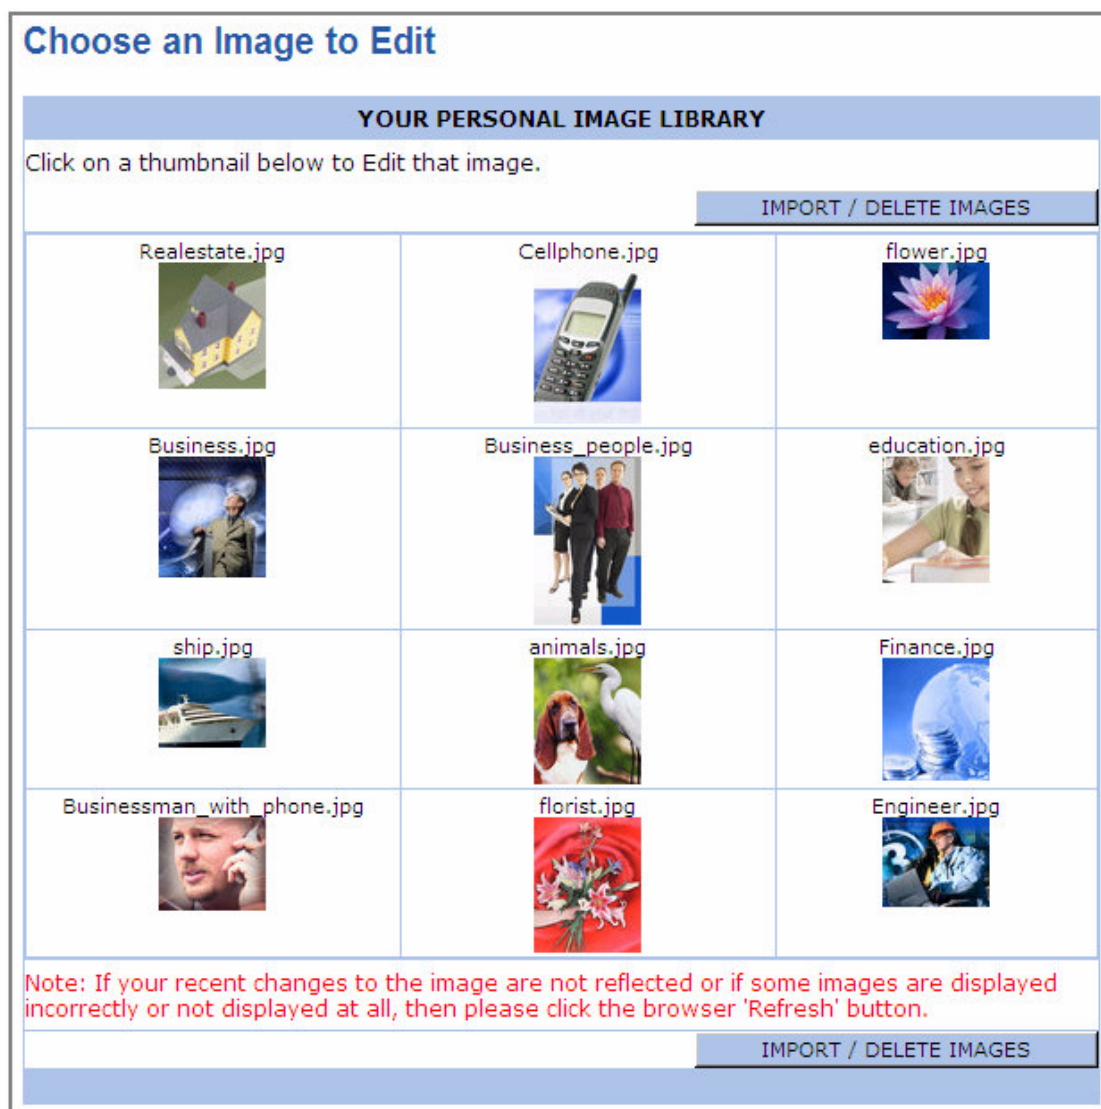 Choose an Image to Edit
YOUR PERSONAL IMAGE LIBRARY
Click on a thumbnail below to Edit that image.
IMPORT / DELETE IMAGES
Realestate.jpg
Cellphone.jpg
flower.jpg
Business.jpg
Business_people.jpg
education.jpg
ship.jpg
animals.jpg
Finance.jpg
Businessman_with_phone.jpg
florist.jpg
Engineer.jpg
Note: If your recent changes to the image are not reflected or if some images are displayed
incorrectly or not displayed at all, then please click the browser 'Refresh' button.
IMPORT / DELETE IMAGES